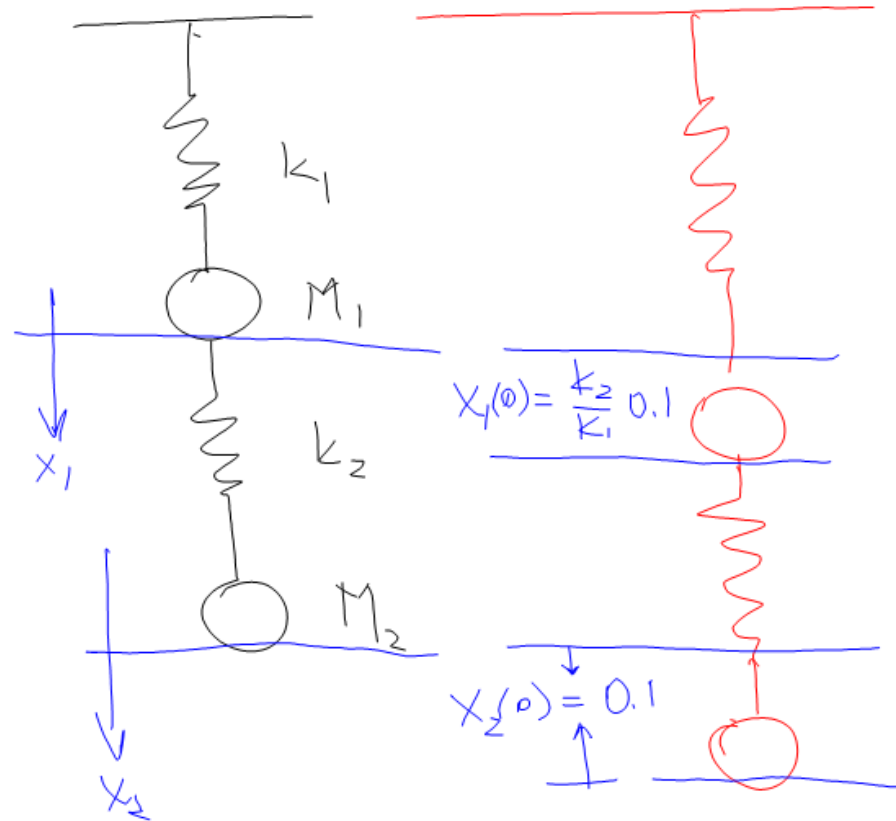 k₁
M₁
x₁
k₂
M₂
x₂
x₁(0) = k₂/k₁ 0.1
x₂(0) = 0.1